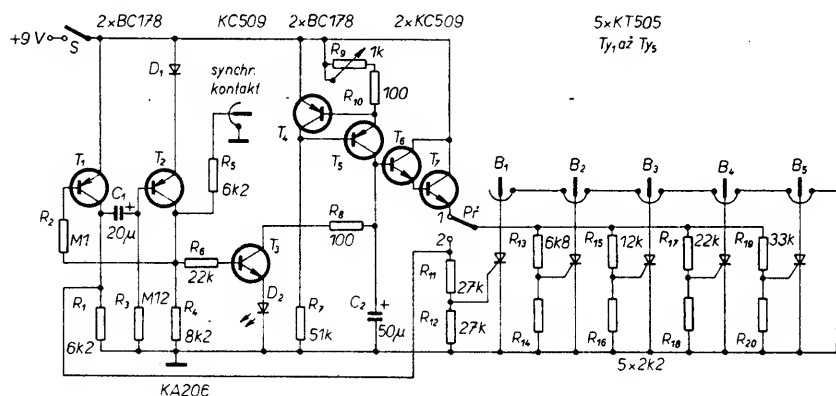 2×BC178 KC509 2×BC178 2×KC509 5×KT505
Ty₁ až Ty₅
+9 V
S
D₁
synchr.
kontakt
R₉ 1k
R₁₀
100
T₄
T₅
T₆
T₇
T₁
T₂
C₁ +
20µ
R₅
6k2
B₁ B₂ B₃ B₄ B₅
R₂
M1
R₆
22k
T₃
R₈
100
1 Př
2
R₁₃ 6k8
R₁₅ 12k
R₁₇ 22k
R₁₉ 33k
R₁₁
27k
R₁ 6k2
R₃ M12
R₄
8k2
D₂
R₇
51k
C₂ +
50µ
R₁₂
27k
R₁₄
R₁₆
R₁₈
R₂₀
KA206
5×2k2